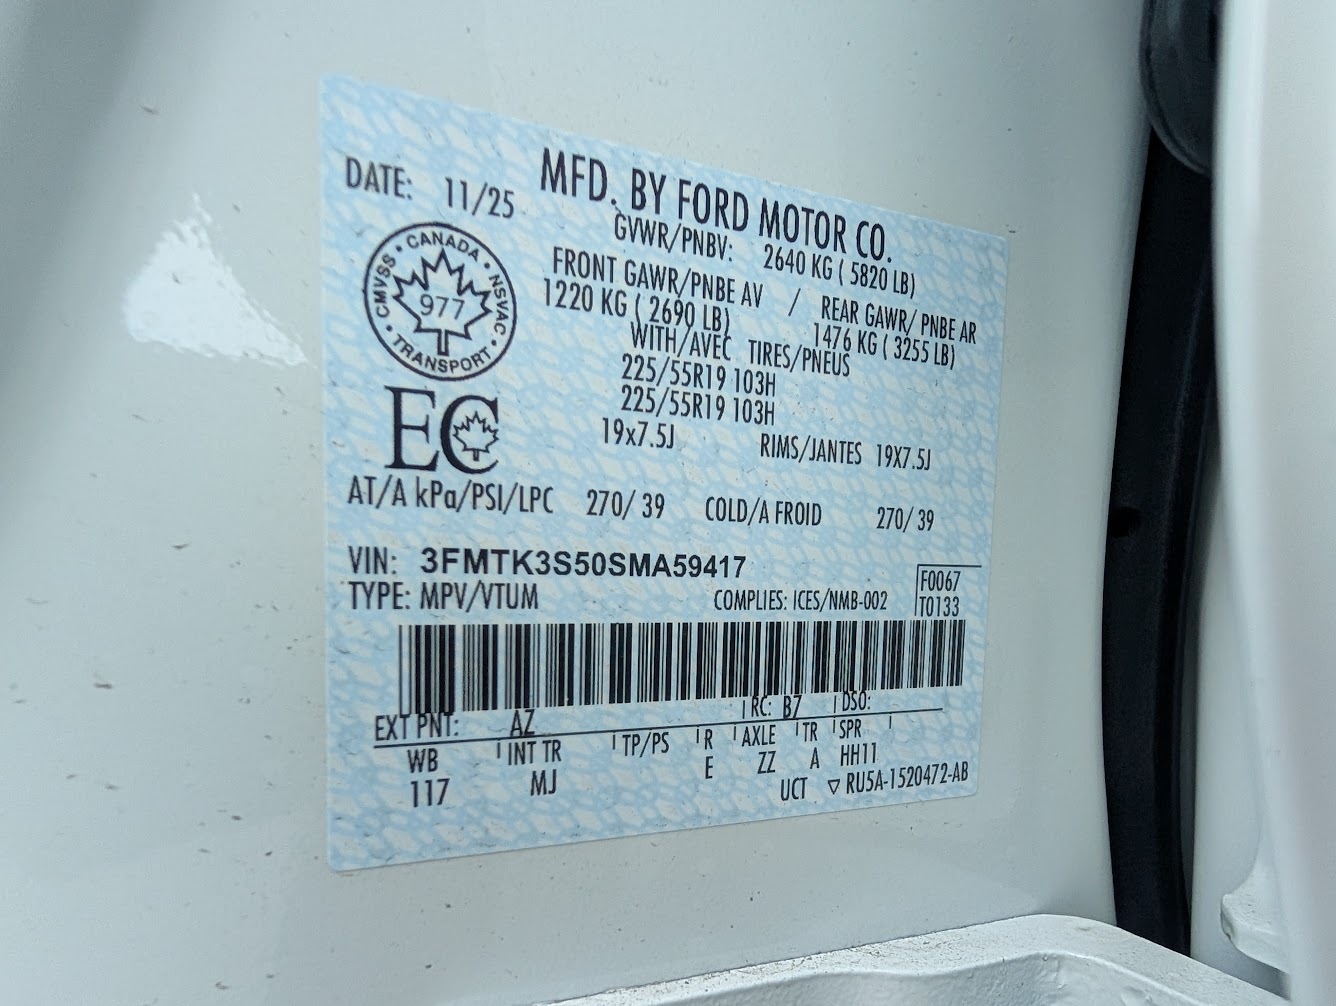 MFD. BY FORD MOTOR CO.
DATE: 11/25
GVWR/PNBV: 2640 KG ( 5820 LB)
FRONT GAWR/PNBE AV / REAR GAWR/ PNBE AR
1220 KG ( 2690 LB) 1476 KG ( 3255 LB)
WITH/AVEC TIRES/PNEUS
225/55R19 103H
225/55R19 103H
19x7.5J RIMS/JANTES 19X7.5J
CANADA · NSVAC · TRANSPORT · CMVSS ·
977
EC
AT/A kPa/PSI/LPC 270/ 39 COLD/A FROID 270/ 39
VIN: 3FMTK3S50SMA59417
TYPE: MPV/VTUM COMPLIES: ICES/NMB-002
F0067
T0133
EXT PNT: AZ RC: B7 DSO:
WB INT TR TP/PS R AXLE TR SPR
117 MJ E ZZ A HH11
UCT ▽ RU5A-1520472-AB